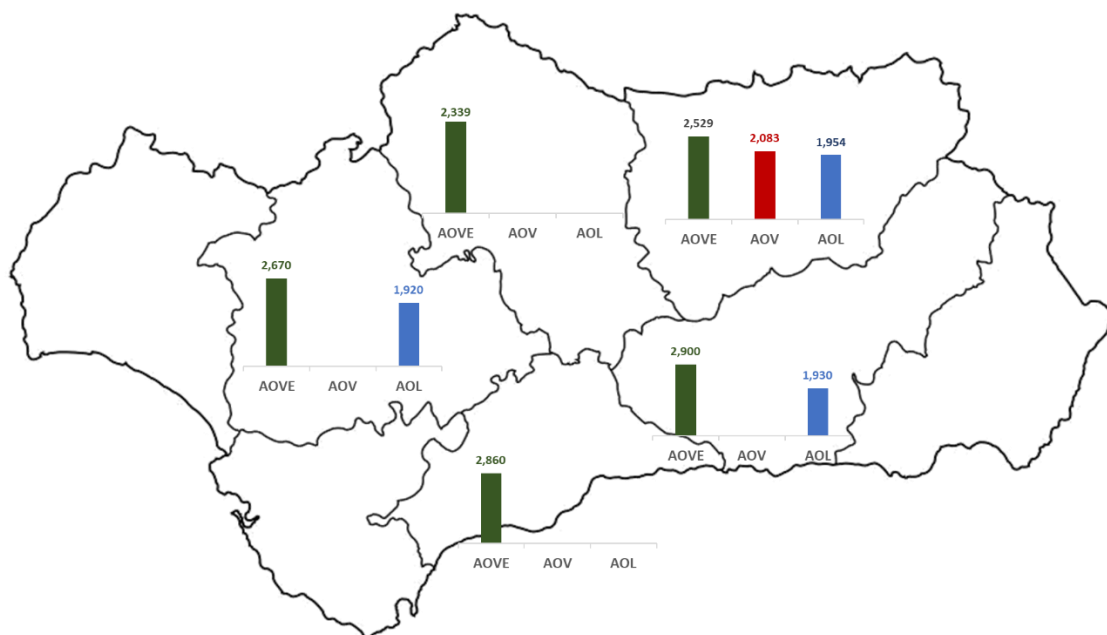 2,339
AOVE AOV AOL
2,529
2,083
1,954
AOVE AOV AOL
2,670
1,920
AOVE AOV AOL
2,900
1,930
AOVE AOV AOL
2,860
AOVE AOV AOL